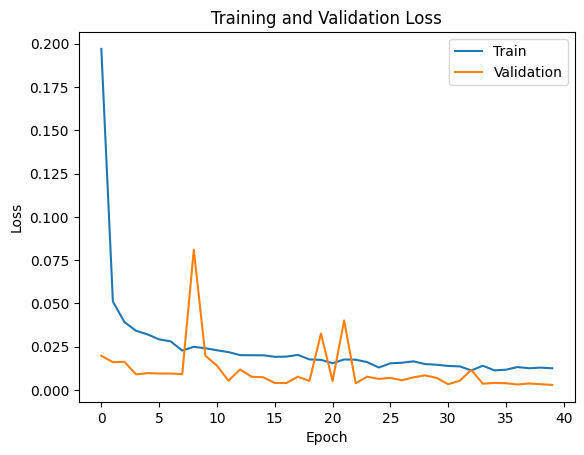 Training and Validation Loss
Train
Validation
Loss
0.200
0.175
0.150
0.125
0.100
0.075
0.050
0.025
0.000
0 5 10 15 20 25 30 35 40
Epoch